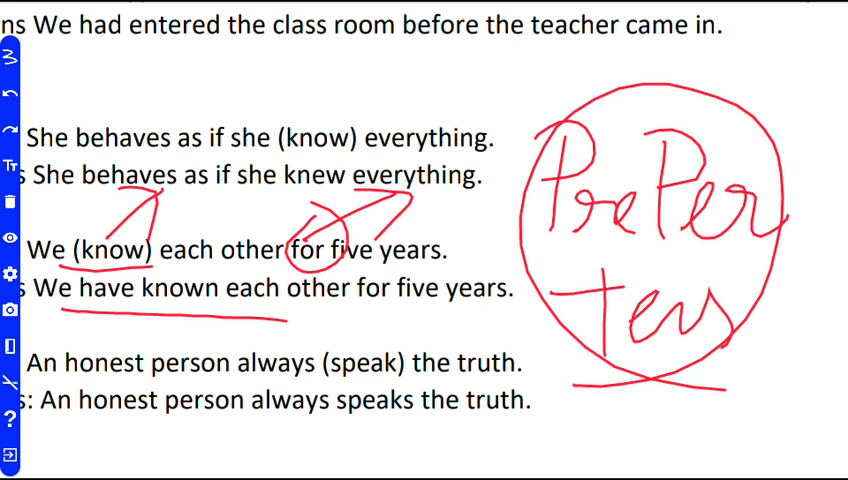 ns We had entered the class room before the teacher came in.
She behaves as if she (know) everything.
s She behaves as if she knew everything.
We (know) each other for five years.
s We have known each other for five years.
An honest person always (speak) the truth.
s: An honest person always speaks the truth.
Pre Per
tens
Tт
?